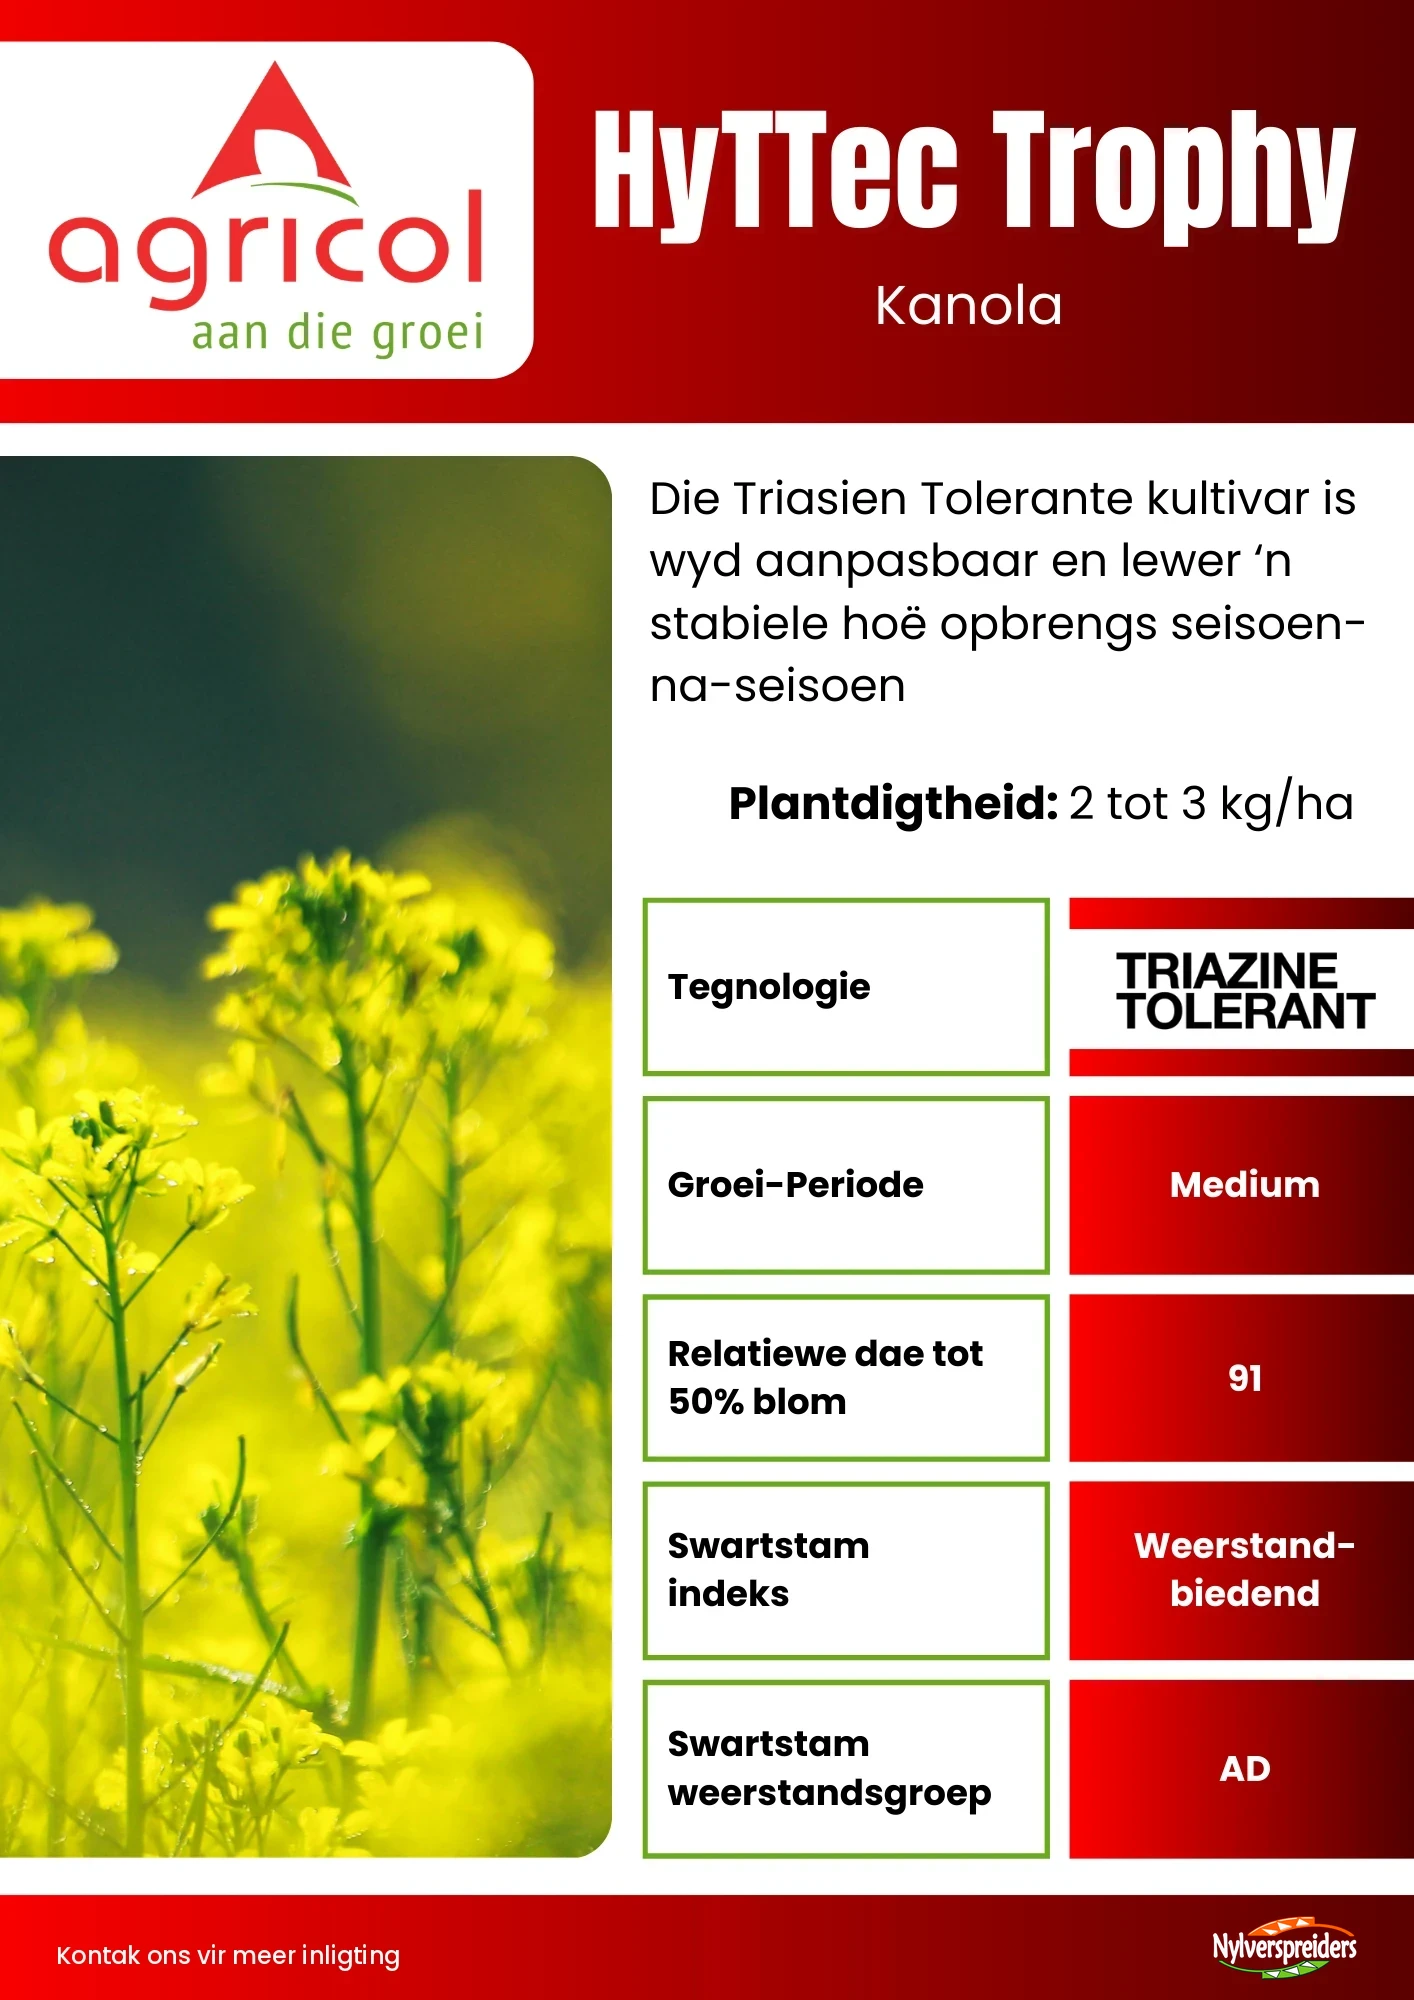 agricol
aan die groei
HyTTec Trophy
Kanola
Die Triasien Tolerante kultivar is
wyd aanpasbaar en lewer ‘n
stabiele hoë opbrengs seisoen-
na-seisoen
Plantdigtheid: 2 tot 3 kg/ha
Tegnologie
TRIAZINE
TOLERANT
Groei-Periode
Medium
Relatiewe dae tot
50% blom
91
Swartstam
indeks
Weerstand-
biedend
Swartstam
weerstandsgroep
AD
Kontak ons vir meer inligting
Nylverspreiders